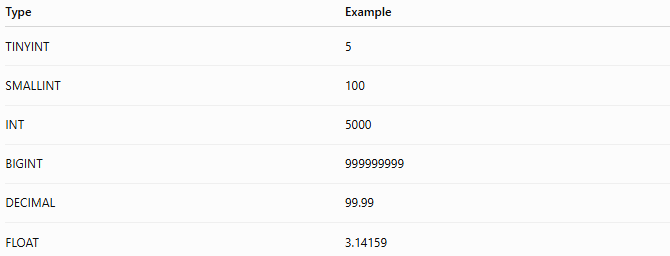 Type Example
TINYINT 5
SMALLINT 100
INT 5000
BIGINT 999999999
DECIMAL 99.99
FLOAT 3.14159